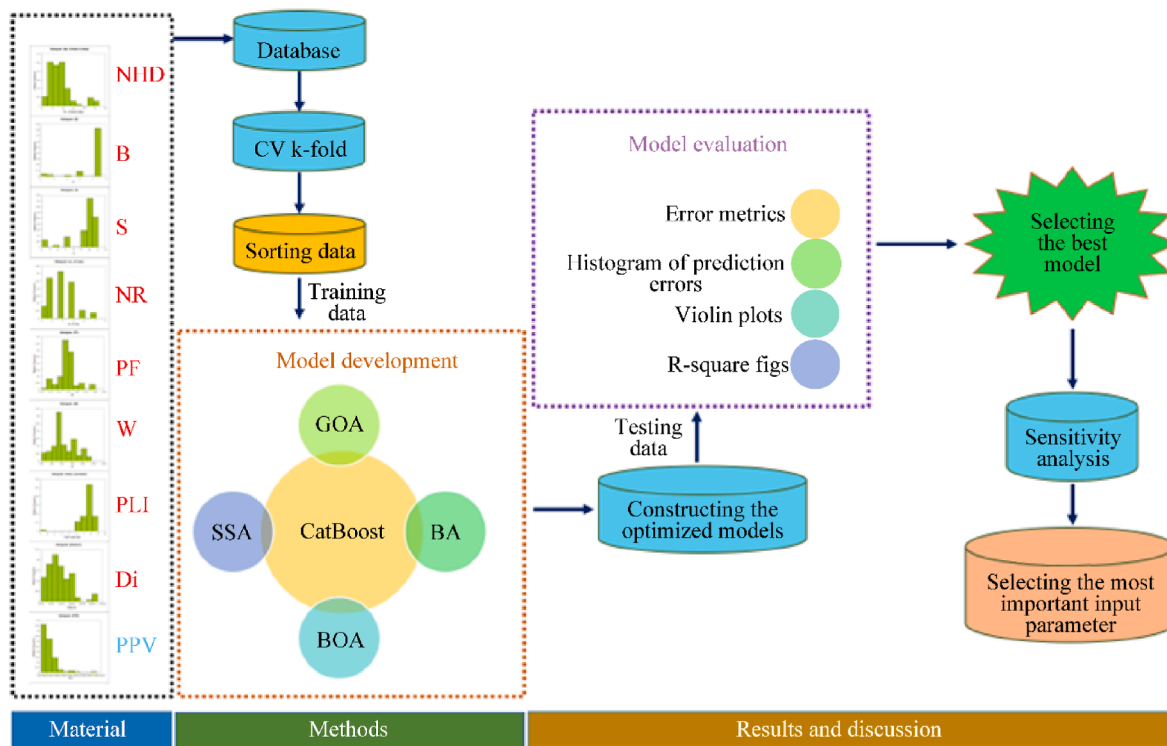 NHD
B
S
NR
PF
W
PLI
Di
PPV
Database
CV k-fold
Sorting data
Training
data
Model development
GOA
SSA
CatBoost
BA
BOA
Constructing the
optimized models
Testing
data
Model evaluation
Error metrics
Histogram of prediction
errors
Violin plots
R-square figs
Selecting
the best
model
Sensitivity
analysis
Selecting the most
important input
parameter
Material
Methods
Results and discussion